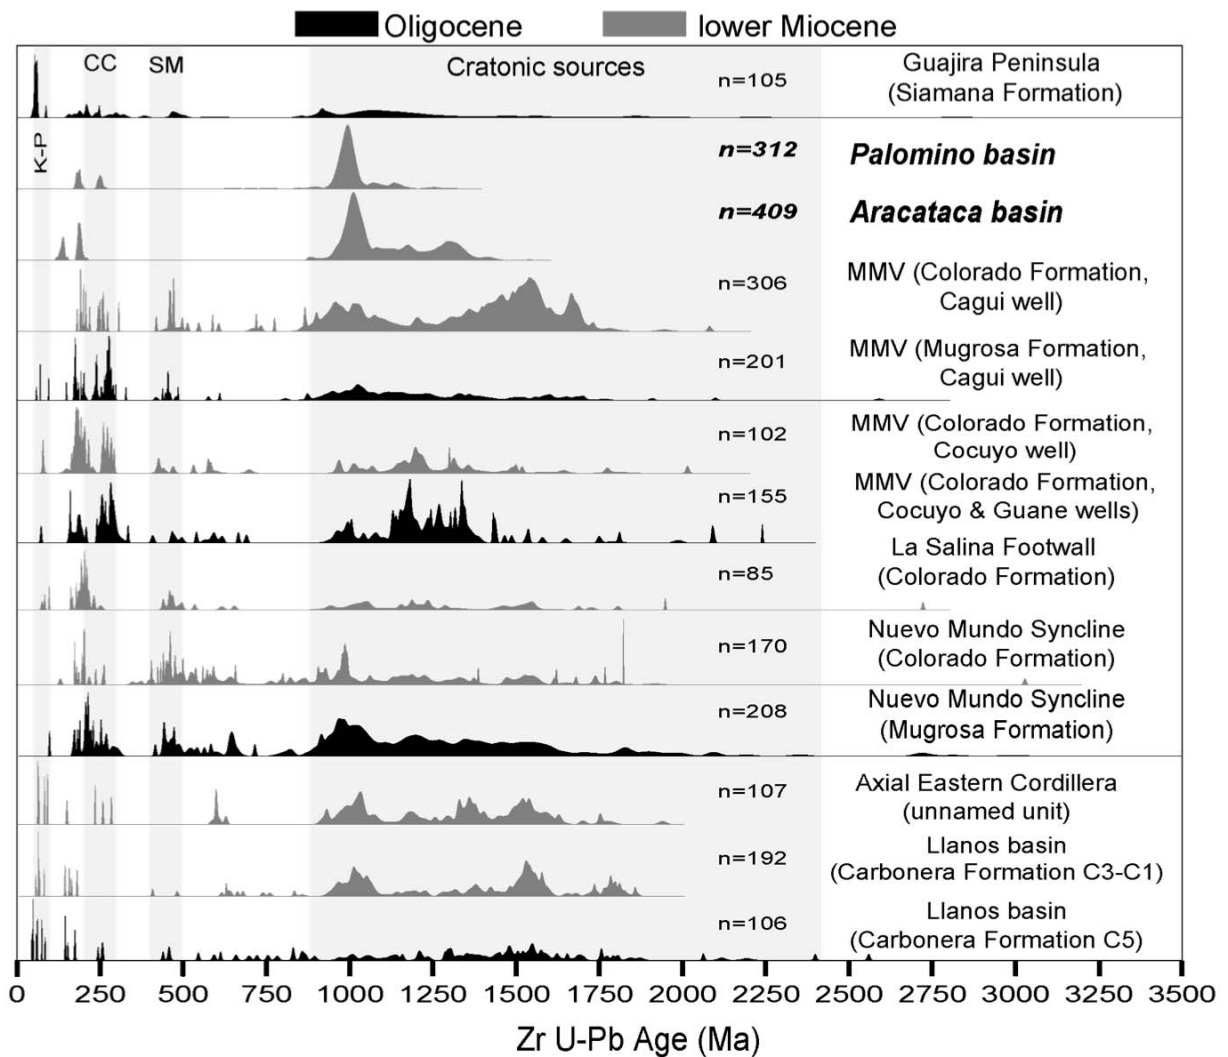 Oligocene lower Miocene
CC SM Cratonic sources
K-P
n=105 Guajira Peninsula
(Siamana Formation)
n=312 Palomino basin
n=409 Aracataca basin
n=306 MMV (Colorado Formation,
Cagui well)
n=201 MMV (Mugrosa Formation,
Cagui well)
n=102 MMV (Colorado Formation,
Cocuyo well)
n=155 MMV (Colorado Formation,
Cocuyo & Guane wells)
n=85 La Salina Footwall
(Colorado Formation)
n=170 Nuevo Mundo Syncline
(Colorado Formation)
n=208 Nuevo Mundo Syncline
(Mugrosa Formation)
n=107 Axial Eastern Cordillera
(unnamed unit)
n=192 Llanos basin
(Carbonera Formation C3-C1)
n=106 Llanos basin
(Carbonera Formation C5)
0 250 500 750 1000 1250 1500 1750 2000 2250 2500 2750 3000 3250 3500
Zr U-Pb Age (Ma)